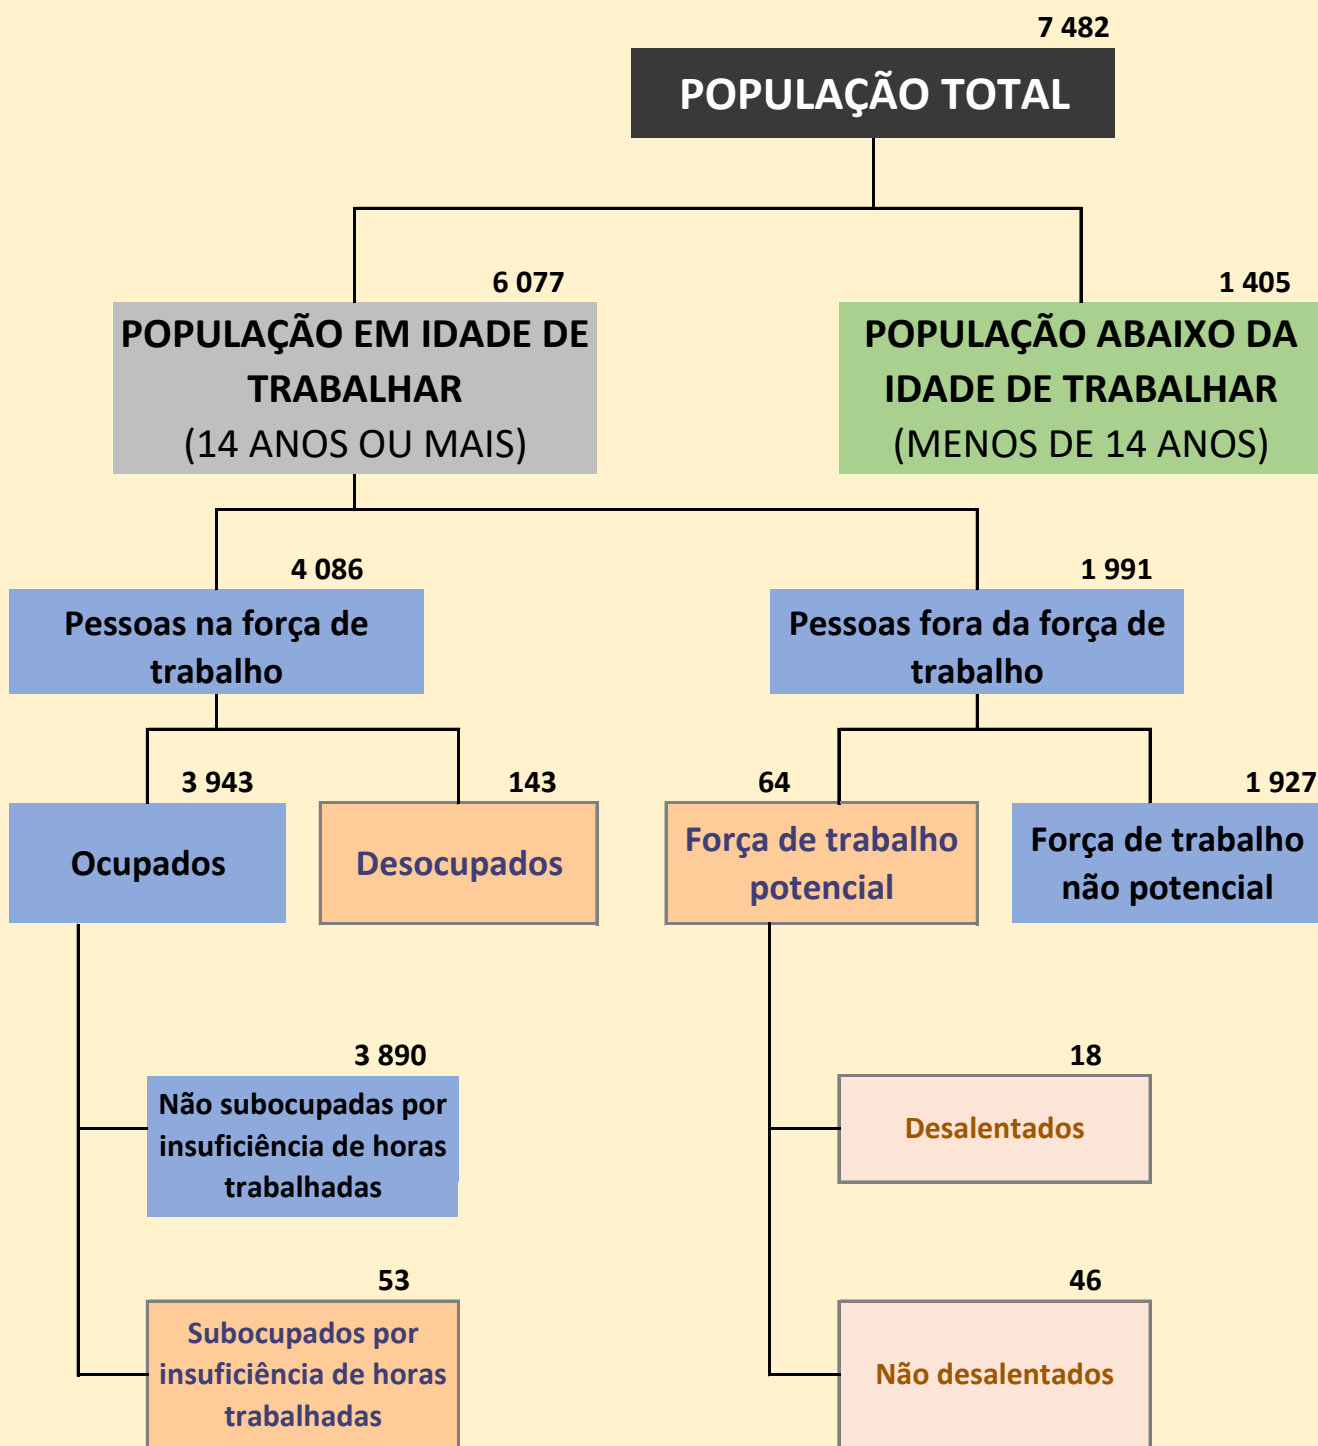 7 482
POPULAÇÃO TOTAL
6 077
POPULAÇÃO EM IDADE DE
TRABALHAR
(14 ANOS OU MAIS)
1 405
POPULAÇÃO ABAIXO DA
IDADE DE TRABALHAR
(MENOS DE 14 ANOS)
4 086
Pessoas na força de
trabalho
1 991
Pessoas fora da força de
trabalho
3 943
Ocupados
143
Desocupados
64
Força de trabalho
potencial
1 927
Força de trabalho
não potencial
3 890
Não subocupadas por
insuficiência de horas
trabalhadas
18
Desalentados
53
Subocupados por
insuficiência de horas
trabalhadas
46
Não desalentados